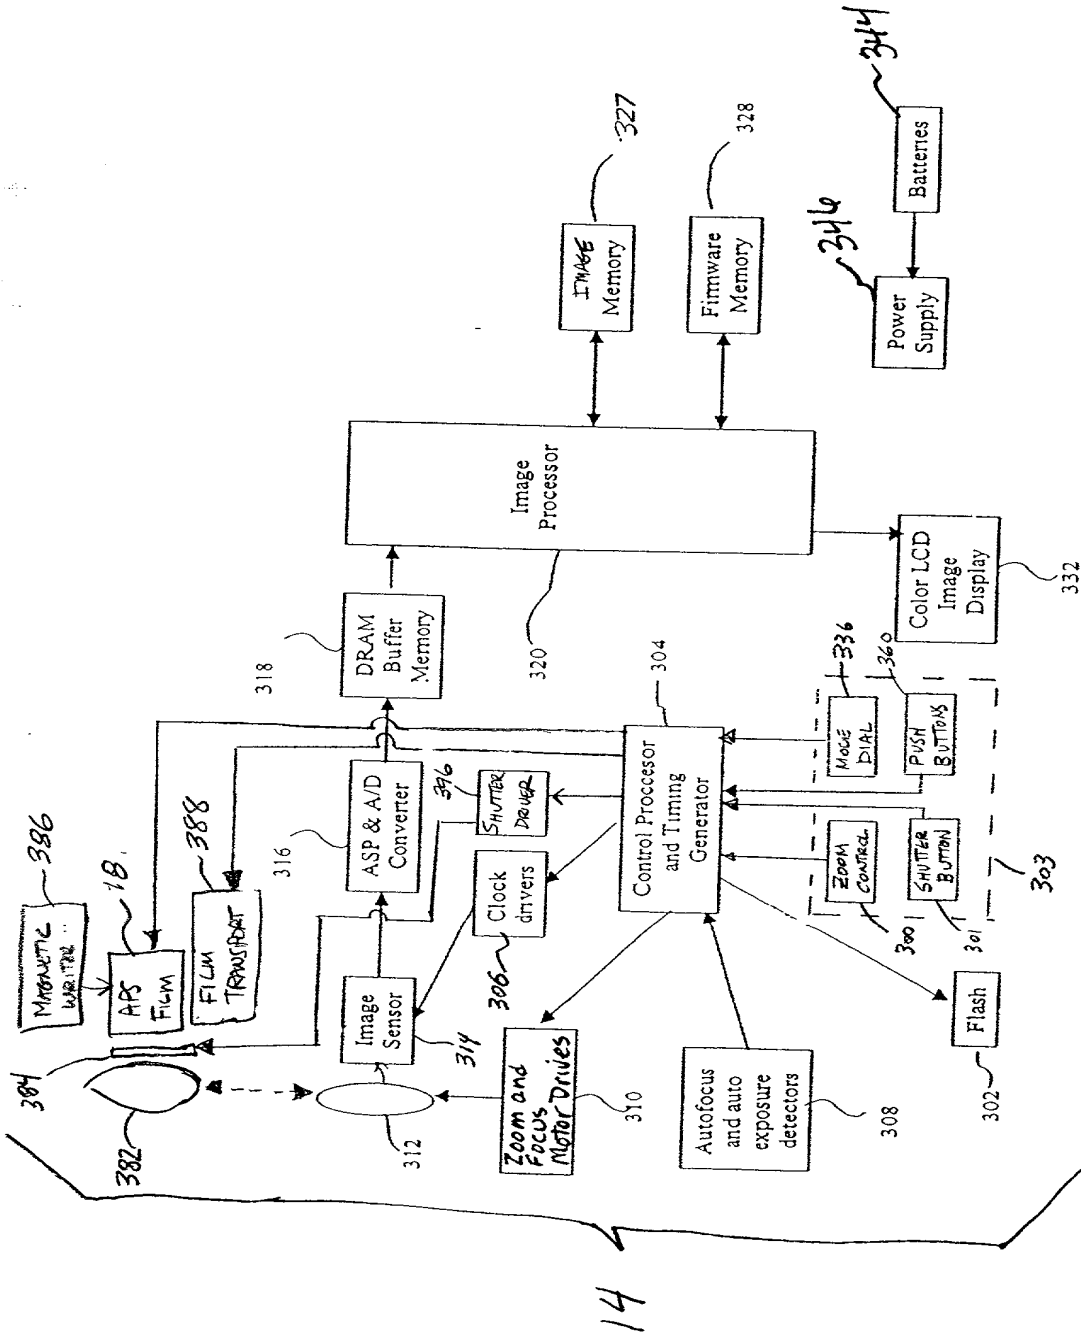 386
MAGNETIC
WRITER
18
APS
FILM
388
FILM
TRANSPORT
384
382
316
ASP & A/D
Converter
318
DRAM
Buffer
Memory
Image
Sensor
314
312
396
SHUTTER
DRIVER
306
Clock
drivers
Zoom and
FOCUS
Motor Drives
310
Image
Processor
320
IMAGE
Memory
327
Firmware
Memory
328
304
Control Proccesor
and Timing
Generator
Autofocus
and auto
exposure
detectors
308
Flash
302
ZOOM
CONTROL
300
MODE
DIAL
336
SHUTTER
BUTTON
301
PUSH
BUTTONS
360
303
Color LCD
Image
Display
332
346
Power
Supply
344
Batteries
14